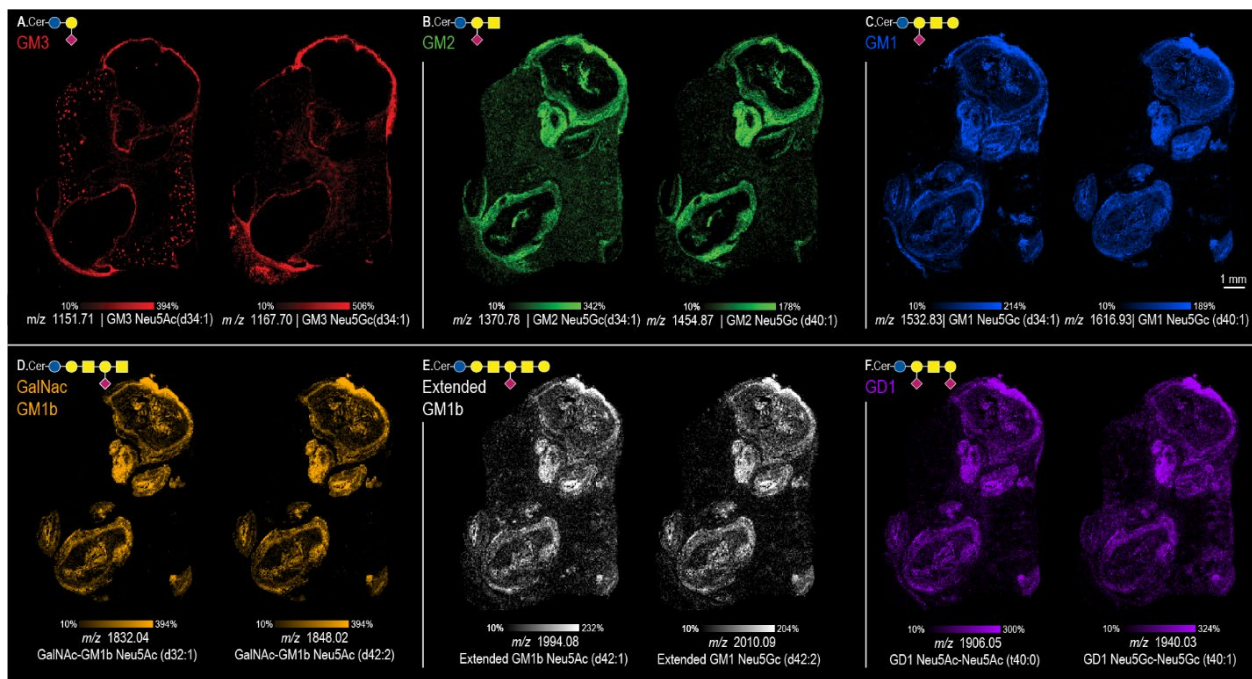 A.Cer
GM3
10% 394%
m/z 1151.71 | GM3 Neu5Ac(d34:1)
10% 506%
m/z 1167.70 | GM3 Neu5Gc(d34:1)
B.Cer
GM2
10% 342%
m/z 1370.78 | GM2 Neu5Gc(d34:1)
10% 178%
m/z 1454.87 | GM2 Neu5Gc (d40:1)
C.Cer
GM1
1 mm
10% 214%
m/z 1532.83| GM1 Neu5Gc (d34:1)
10% 189%
m/z 1616.93| GM1 Neu5Gc (d40:1)
D.Cer
GalNac
GM1b
10% 394%
m/z 1832.04
GalNAc-GM1b Neu5Ac (d32:1)
10% 394%
m/z 1848.02
GalNAc-GM1b Neu5Ac (d42:2)
E.Cer
Extended
GM1b
10% 232%
m/z 1994.08
Extended GM1b Neu5Ac (d42:1)
10% 204%
m/z 2010.09
Extended GM1 Neu5Gc (d42:2)
F.Cer
GD1
10% 300%
m/z 1906.05
GD1 Neu5Ac-Neu5Ac (t40:0)
10% 324%
m/z 1940.03
GD1 Neu5Gc-Neu5Gc (t40:1)